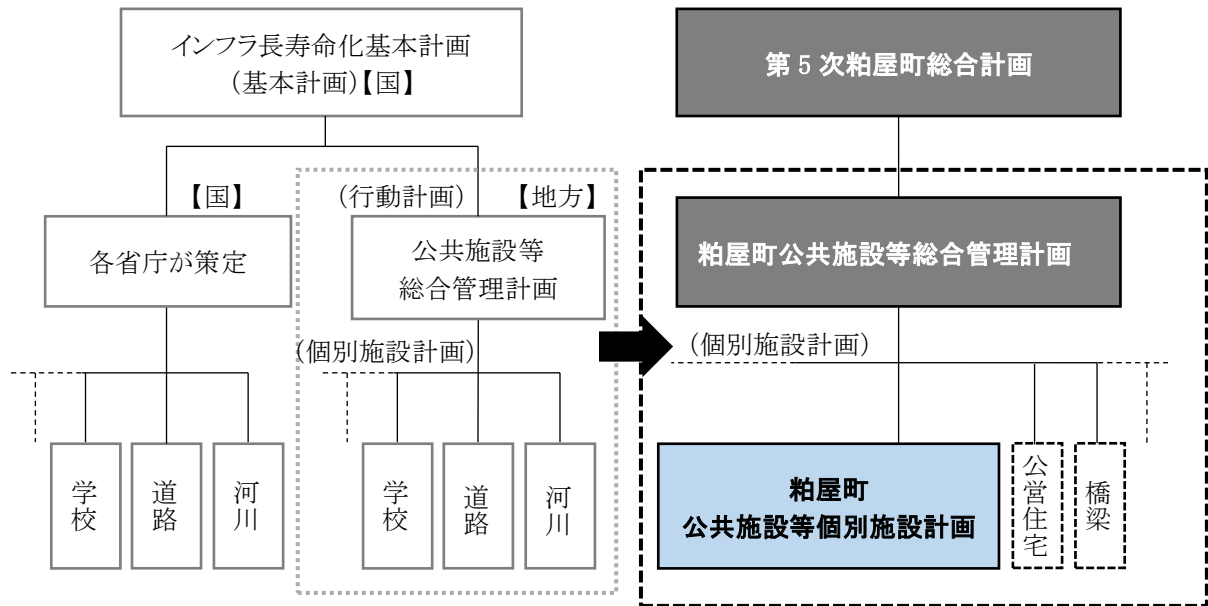 インフラ長寿命化基本計画
(基本計画)【国】
第5次粕屋町総合計画
【国】
(行動計画)
【地方】
各省庁が策定
公共施設等
総合管理計画
粕屋町公共施設等総合管理計画
(個別施設計画)
(個別施設計画)
学校
道路
河川
学校
道路
河川
粕屋町
公共施設等個別施設計画
公営住宅
橋梁